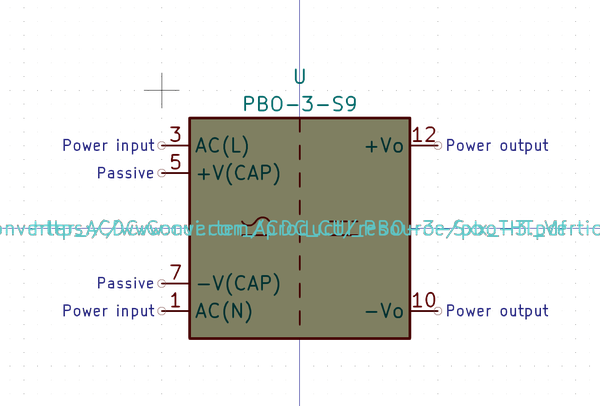 U
PBO-3-S9
Power input 3 AC(L) +Vo 12 Power output
Passive 5 +V(CAP)
Passive 7 -V(CAP)
Power input 1 AC(N) -Vo 10 Power output